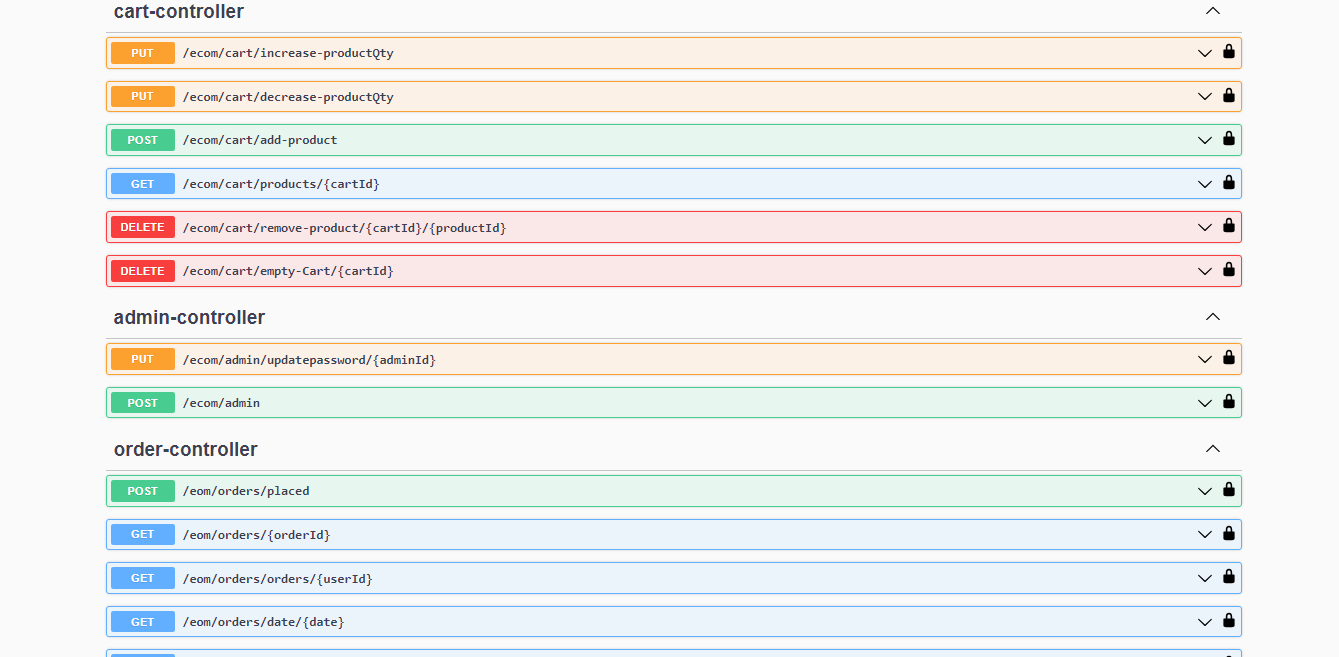 cart-controller
PUT /ecom/cart/increase-productQty
PUT /ecom/cart/decrease-productQty
POST /ecom/cart/add-product
GET /ecom/cart/products/{cartId}
DELETE /ecom/cart/remove-product/{cartId}/{productId}
DELETE /ecom/cart/empty-Cart/{cartId}
admin-controller
PUT /ecom/admin/updatepassword/{adminId}
POST /ecom/admin
order-controller
POST /eom/orders/placed
GET /eom/orders/{orderId}
GET /eom/orders/orders/{userId}
GET /eom/orders/date/{date}